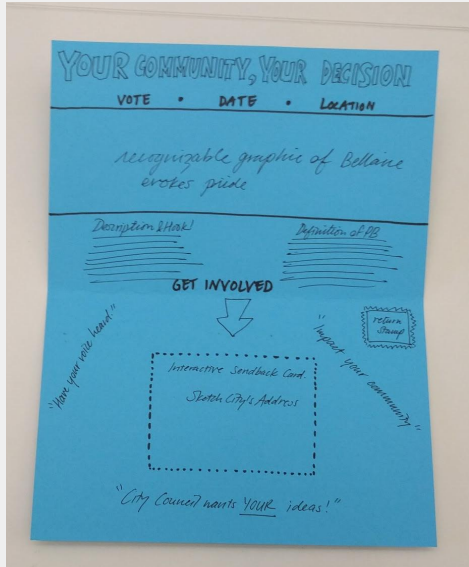 YOUR COMMUNITY, YOUR DECISION
VOTE • DATE • LOCATION
recognizable graphic of Bellaire
evokes pride
Description & Hook!
Definition of PB
GET INVOLVED
"Have your voice heard!"
"Impact your community"
return
Stamp
Interactive Sendback Card.
Sketch City's Address
"City Council wants YOUR ideas!"